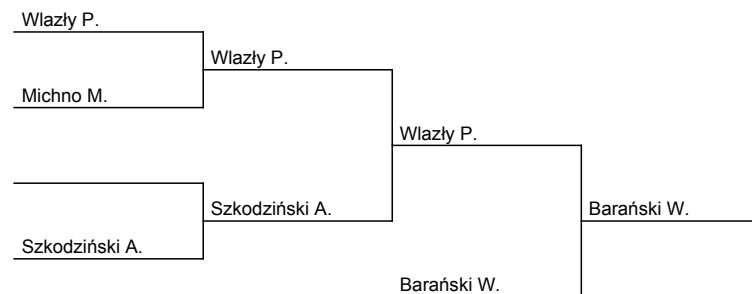 Wlazły P.
Wlazły P.
Michno M.
Wlazły P.
Szkodziński A.
Barański W.
Szkodziński A.
Barański W.